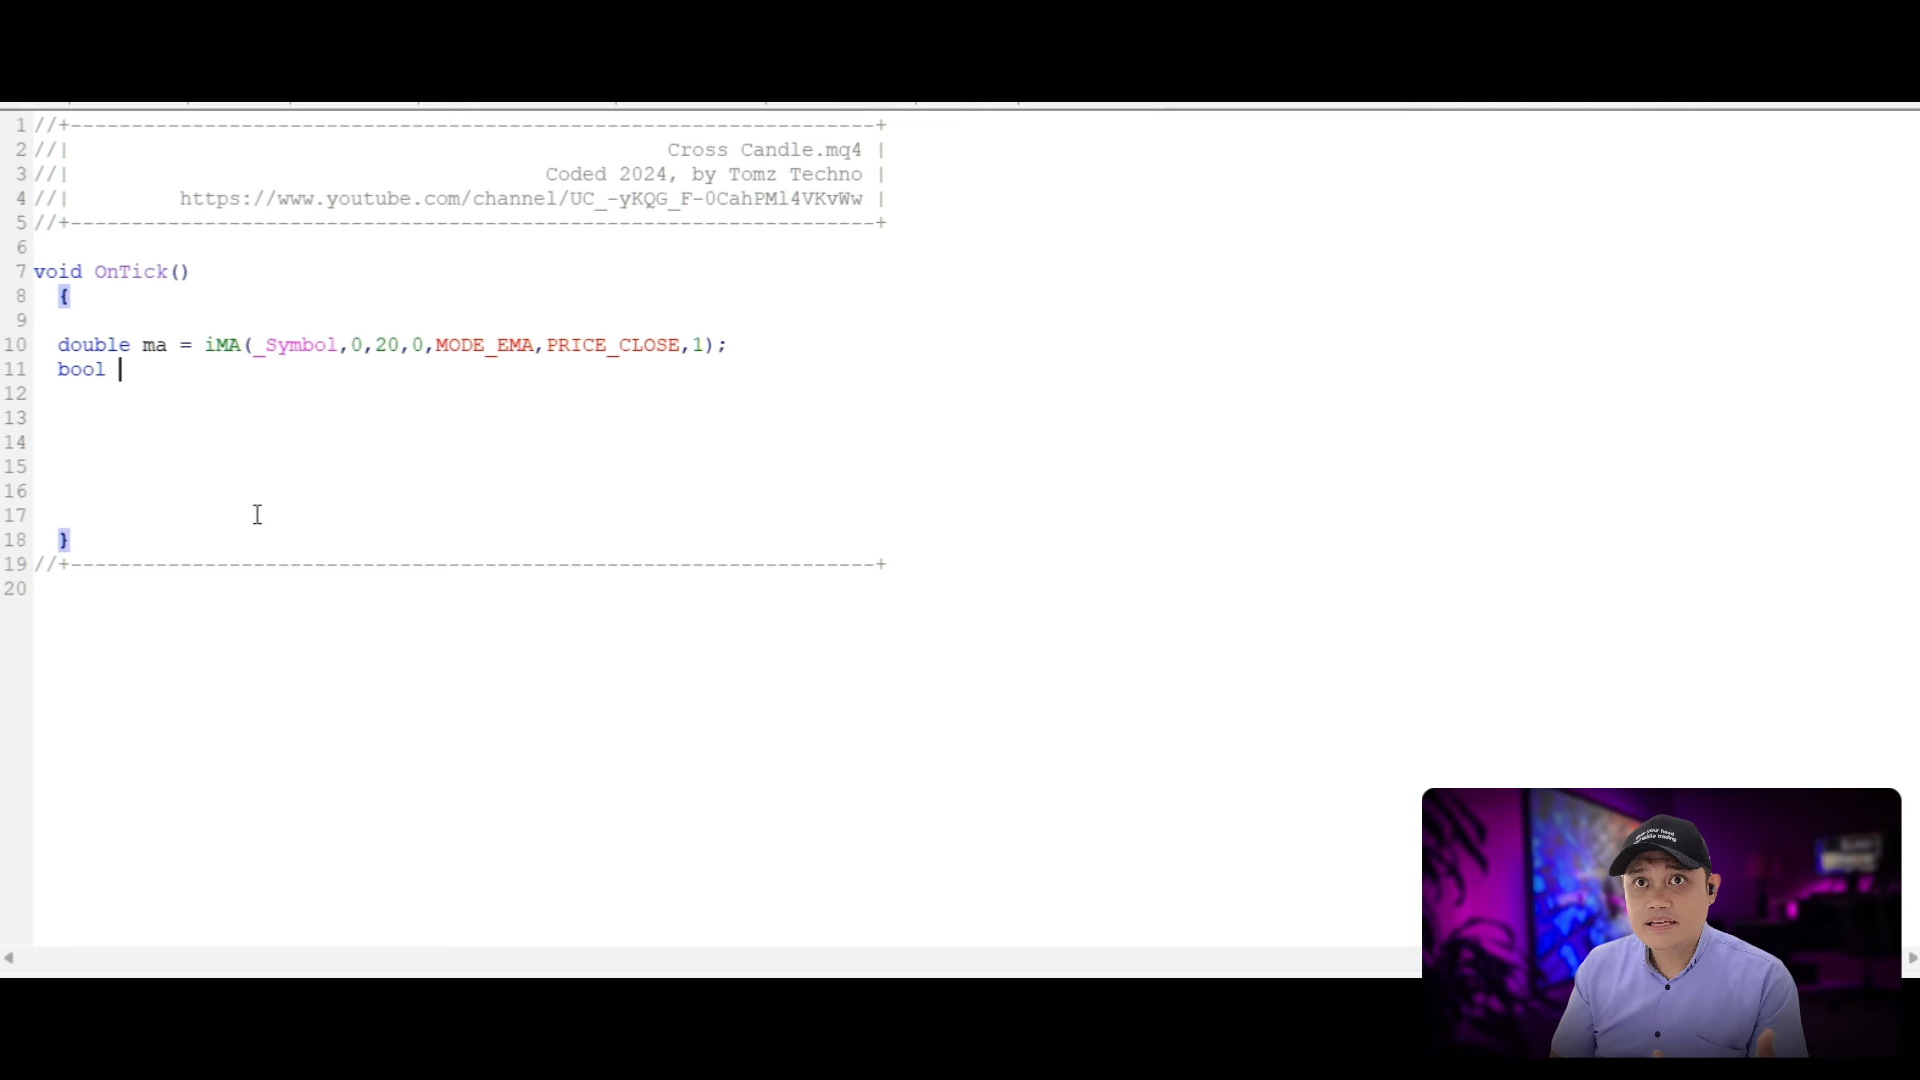 1 //+------------------------------------------------------------------+
2 //| Cross Candle.mq4 |
3 //| Coded 2024, by Tomz Techno |
4 //| https://www.youtube.com/channel/UC_-yKQG_F-0CahPMl4VKvWw |
5 //+------------------------------------------------------------------+
6
7 void OnTick()
8 {
9
10 double ma = iMA(_Symbol,0,20,0,MODE_EMA,PRICE_CLOSE,1);
11 bool
12
13
14
15
16
17
18 }
19 //+------------------------------------------------------------------+
20